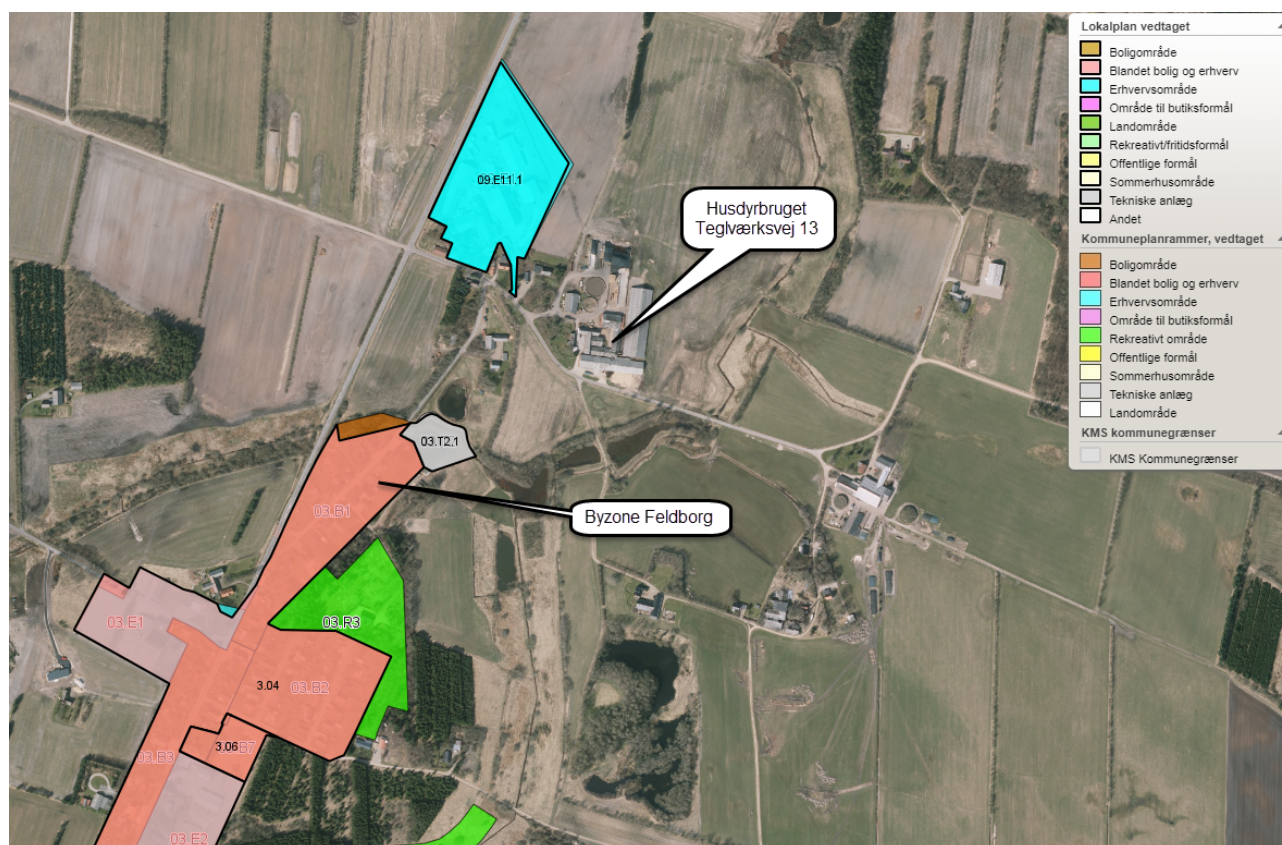 09.E11.1
Husdyrbruget
Teglværksvej 13
03.T2.1
03.B1
Byzone Feldborg
03.E1
03.R3
3.04
03.B2
3.06
B7
03.B3
03.E2
Lokalplan vedtaget
Boligområde
Blandet bolig og erhverv
Erhvervsområde
Område til butiksformål
Landområde
Rekreativt/fritidsformål
Offentlige formål
Sommerhusområde
Tekniske anlæg
Andet
Kommuneplanrammer, vedtaget
Boligområde
Blandet bolig og erhverv
Erhvervsområde
Område til butiksformål
Rekreativt område
Offentlige formål
Sommerhusområde
Tekniske anlæg
Landområde
KMS kommunegrænser
KMS Kommunegrænser